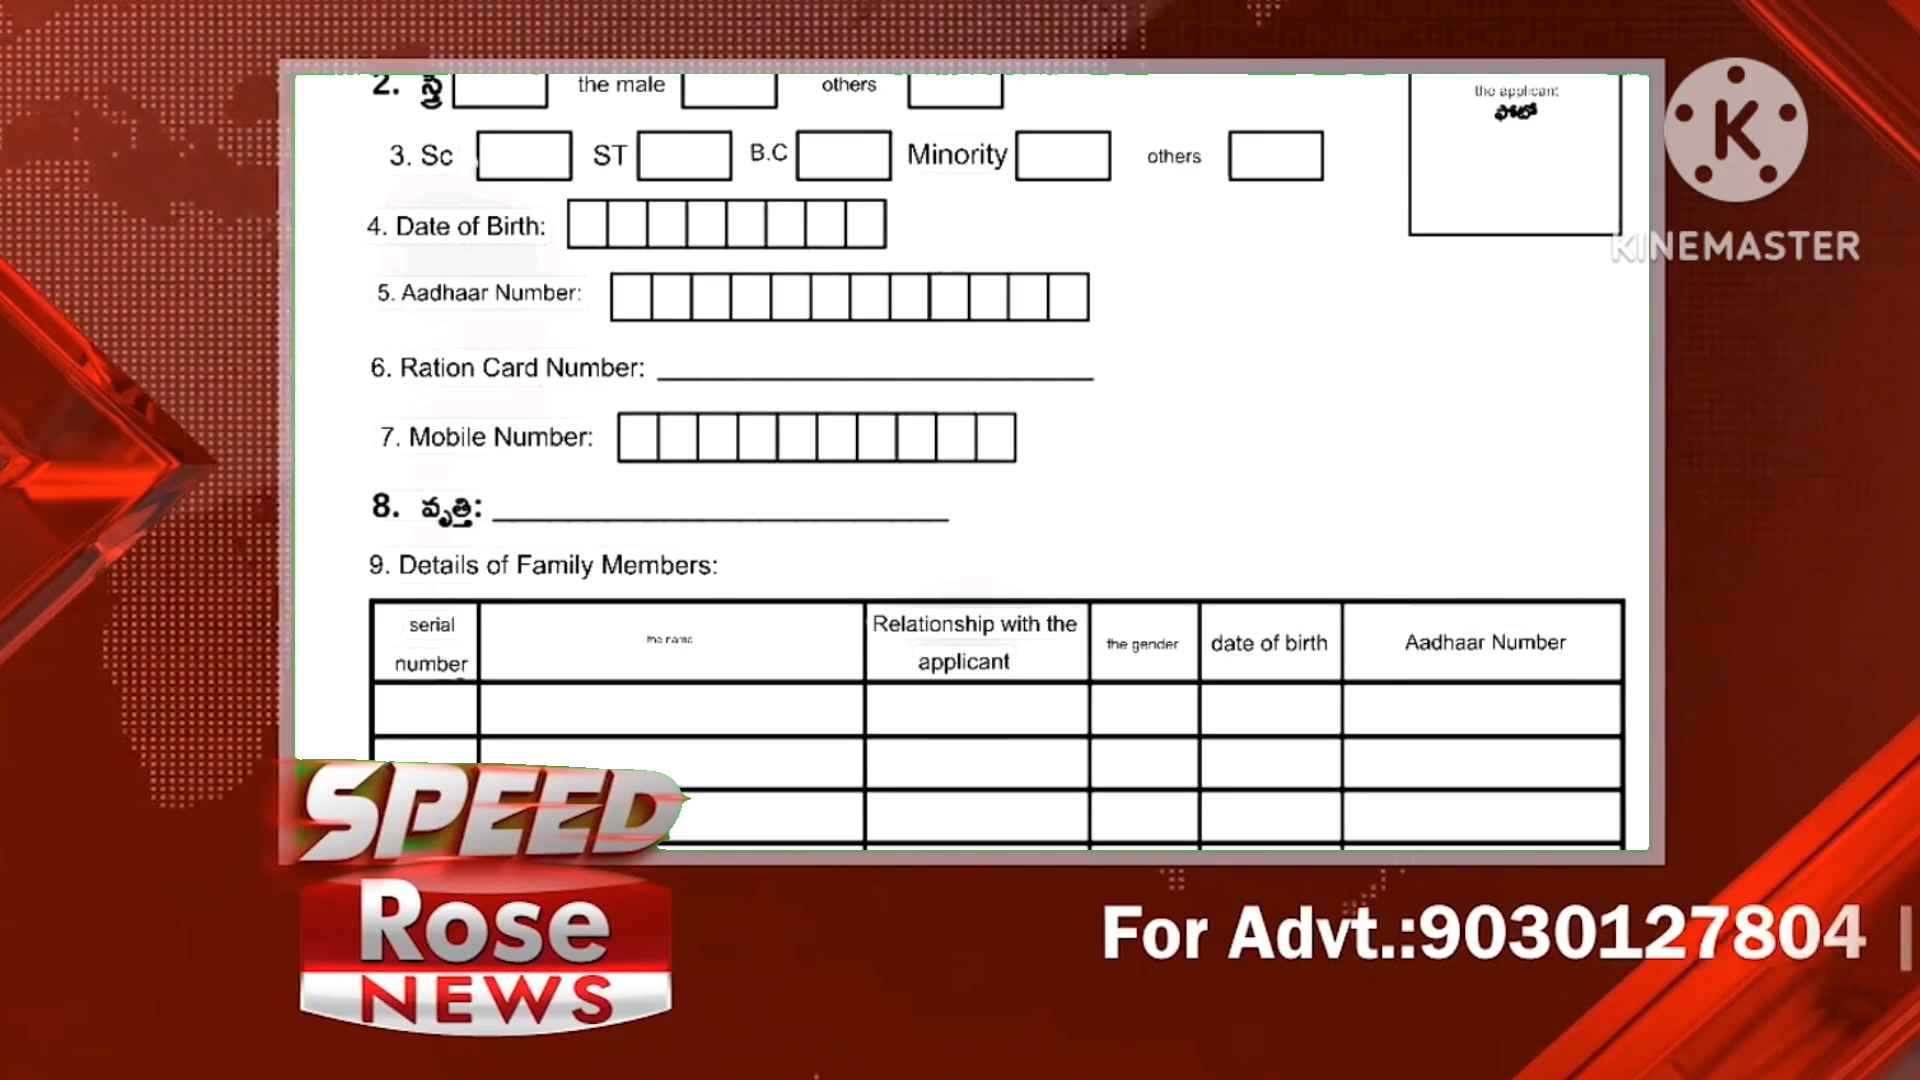 2. స్త్రీ the male others
the applicant
ఫోటో
3. Sc ST B.C Minority others
4. Date of Birth:
5. Aadhaar Number:
6. Ration Card Number:
7. Mobile Number:
8. వృత్తి:
9. Details of Family Members:
serial number
the name
Relationship with the applicant
the gender
date of birth
Aadhaar Number
K
KINEMASTER
SPEED
Rose
NEWS
For Advt.:9030127804 |